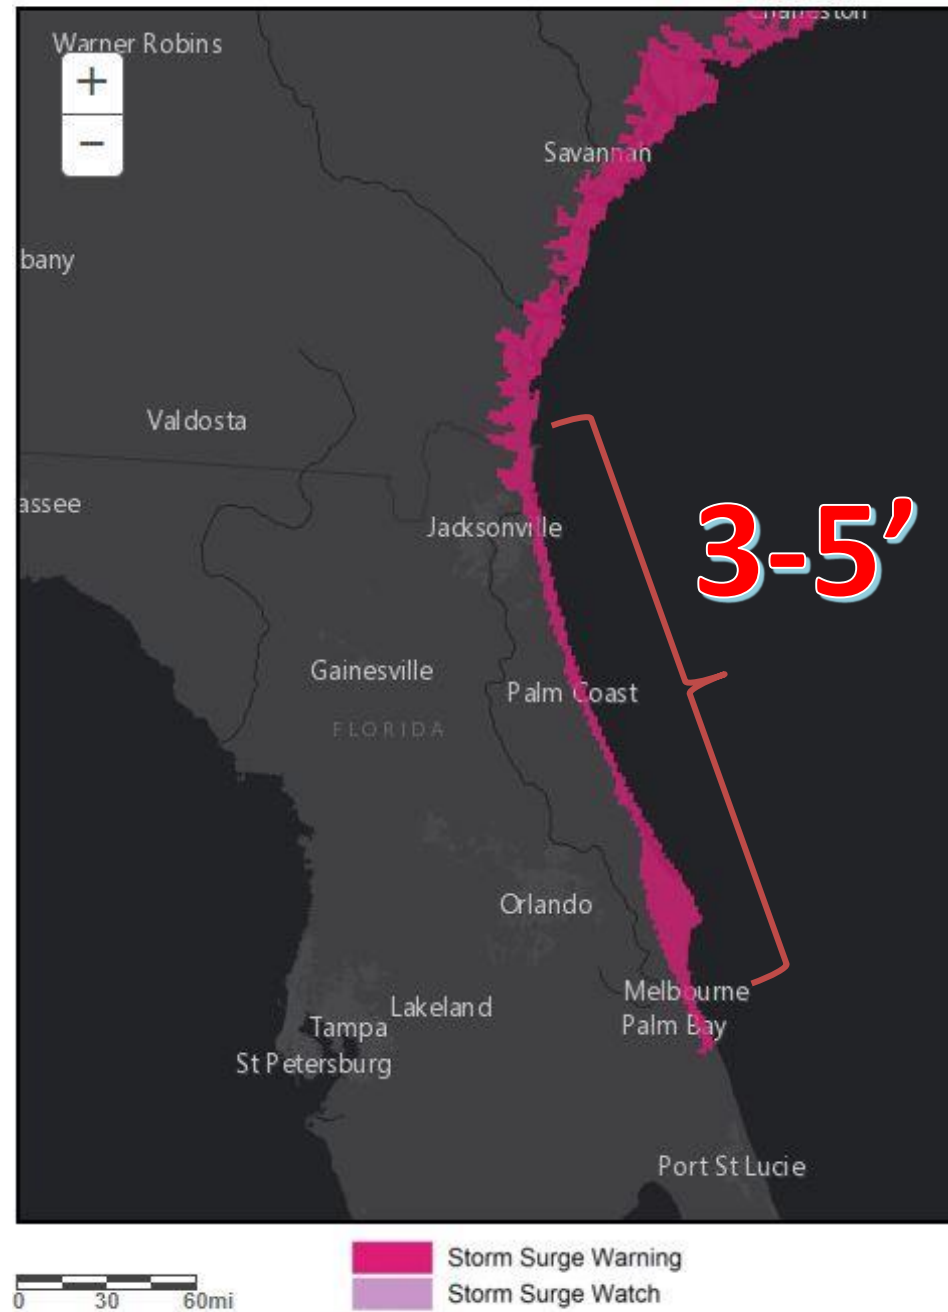 Charleston
Warner Robins
+
−
Savannah
bany
Valdosta
assee
Jacksonville
3-5’
Gainesville
Palm Coast
FLORIDA
Orlando
Melbourne
Lakeland
Palm Bay
Tampa
St Petersburg
Port St Lucie
Storm Surge Warning
Storm Surge Watch
0 30 60mi